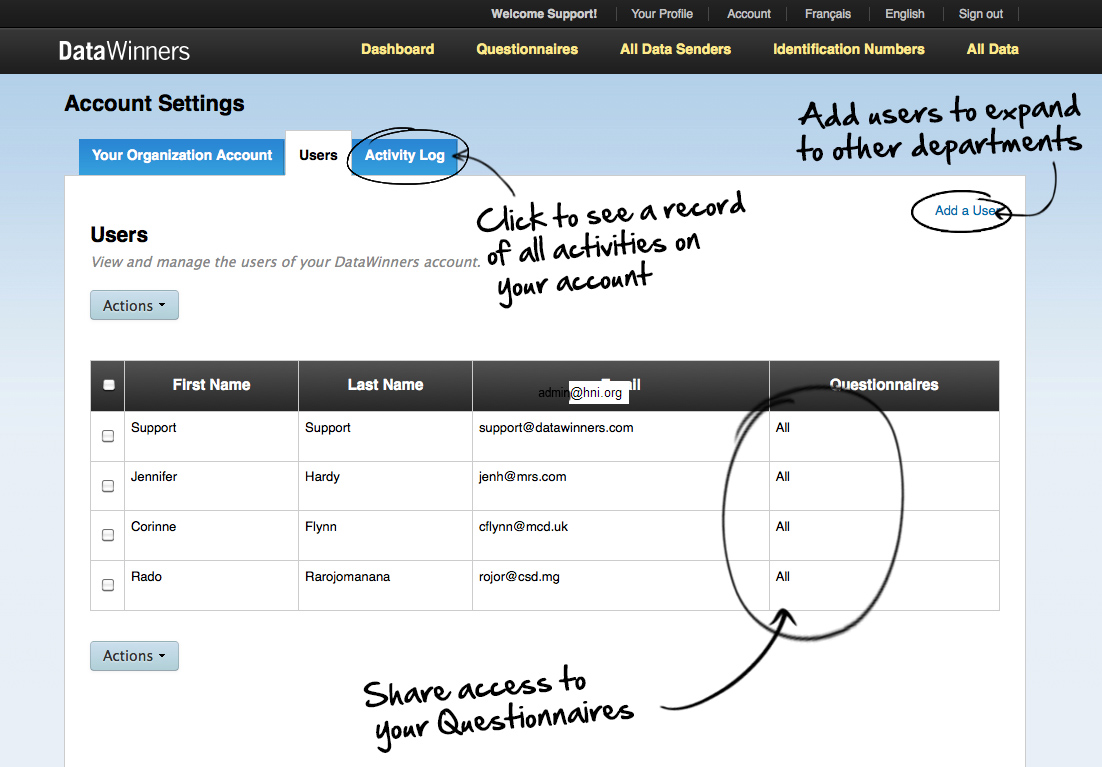 Welcome Support! Your Profile Account Français English Sign out
DataWinners Dashboard Questionnaires All Data Senders Identification Numbers All Data
Account Settings
Add users to expand
to other departments
Your Organization Account Users Activity Log
Add a User
Click to see a record
of all activities on
your account
Users
View and manage the users of your DataWinners account.
Actions
First Name Last Name Questionnaires
admin@hni.org
Support Support support@datawinners.com All
Jennifer Hardy jenh@mrs.com All
Corinne Flynn cflynn@mcd.uk All
Rado Rarojomanana rojor@csd.mg All
Actions
Share access to
your Questionnaires